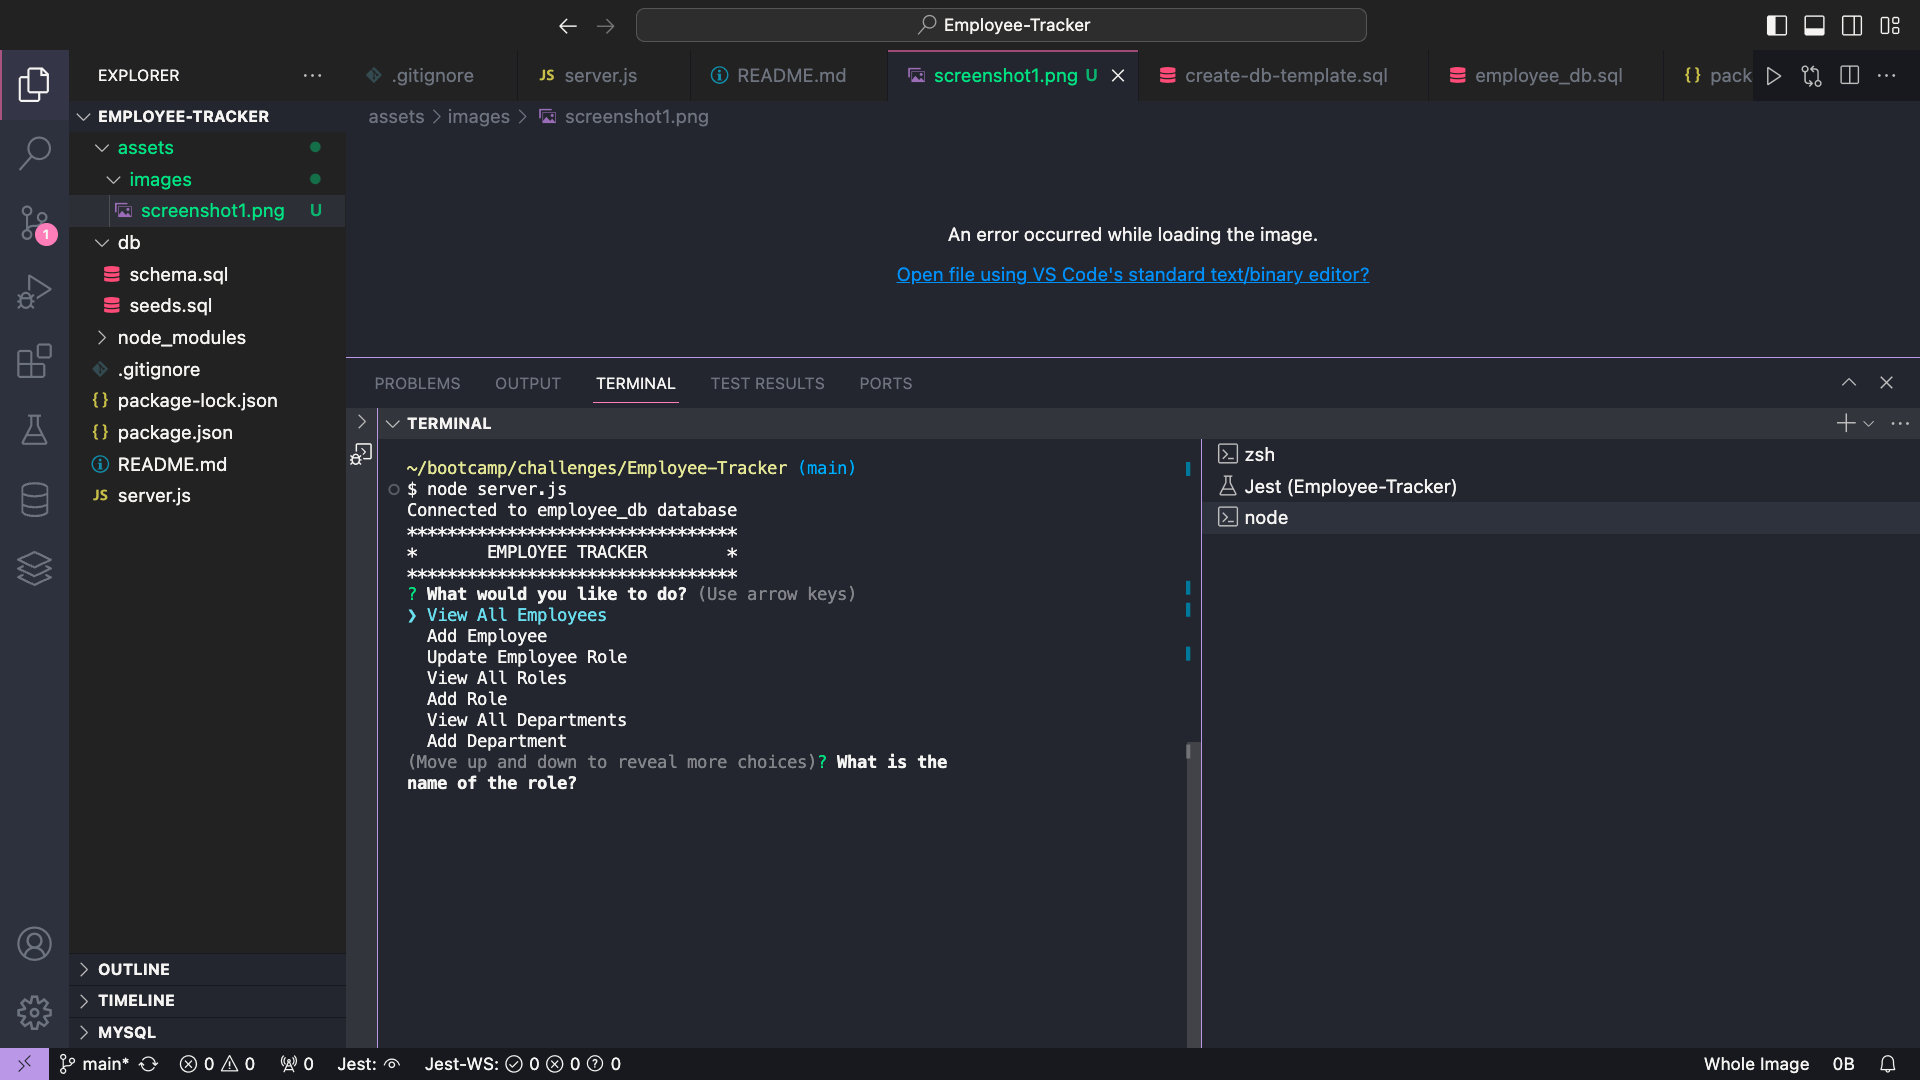 Employee-Tracker
EXPLORER
.gitignore
JS server.js
README.md
screenshot1.png U
create-db-template.sql
employee_db.sql
{} pack
EMPLOYEE-TRACKER
assets
images
screenshot1.png U
db
schema.sql
seeds.sql
node_modules
.gitignore
{} package-lock.json
{} package.json
README.md
JS server.js
1
OUTLINE
TIMELINE
MYSQL
assets > images > screenshot1.png
An error occurred while loading the image.
Open file using VS Code's standard text/binary editor?
PROBLEMS OUTPUT TERMINAL TEST RESULTS PORTS
TERMINAL
~/bootcamp/challenges/Employee-Tracker (main)
$ node server.js
Connected to employee_db database
*********************************
*       EMPLOYEE TRACKER        *
*********************************
? What would you like to do? (Use arrow keys)
❯ View All Employees
Add Employee
Update Employee Role
View All Roles
Add Role
View All Departments
Add Department
(Move up and down to reveal more choices)? What is the
name of the role?
zsh
Jest (Employee-Tracker)
node
main* 0 0 0 Jest: Jest-WS: 0 0 0 Whole Image 0B